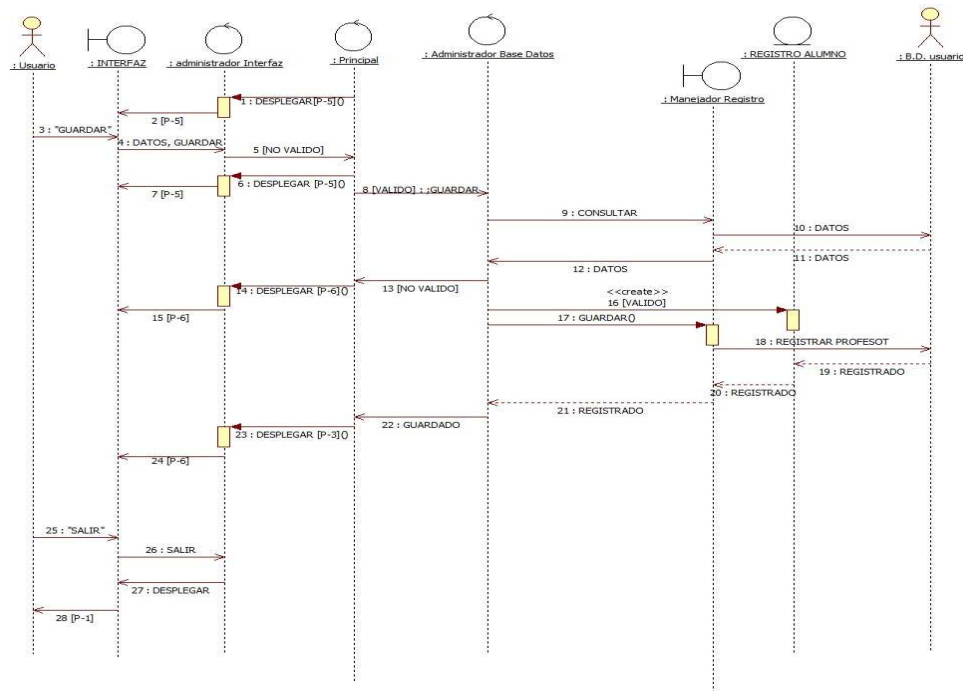 : Usuario
: INTERFAZ
: administrador Interfaz
: Principal
: Administrador Base Datos
: REGISTRO ALUMNO
: B.D. usuario
: Manejador Registro
1 : DESPLEGAR[P-5]()
2 [P-5]
3 : "GUARDAR"
4 : DATOS, GUARDAR
5 [NO VALIDO]
6 : DESPLEGAR [P-5]()
7 [P-5]
8 [VALIDO] : ;GUARDAR
9 : CONSULTAR
10 : DATOS
11 : DATOS
12 : DATOS
13 [NO VALIDO]
14 : DESPLEGAR [P-6]()
15 [P-6]
<<create>>
16 [VALIDO]
17 : GUARDAR()
18 : REGISTRAR PROFESOT
19 : REGISTRADO
20 : REGISTRADO
21 : REGISTRADO
22 : GUARDADO
23 : DESPLEGAR [P-3]()
24 [P-6]
25 : "SALIR"
26 : SALIR
27 : DESPLEGAR
28 [P-1]